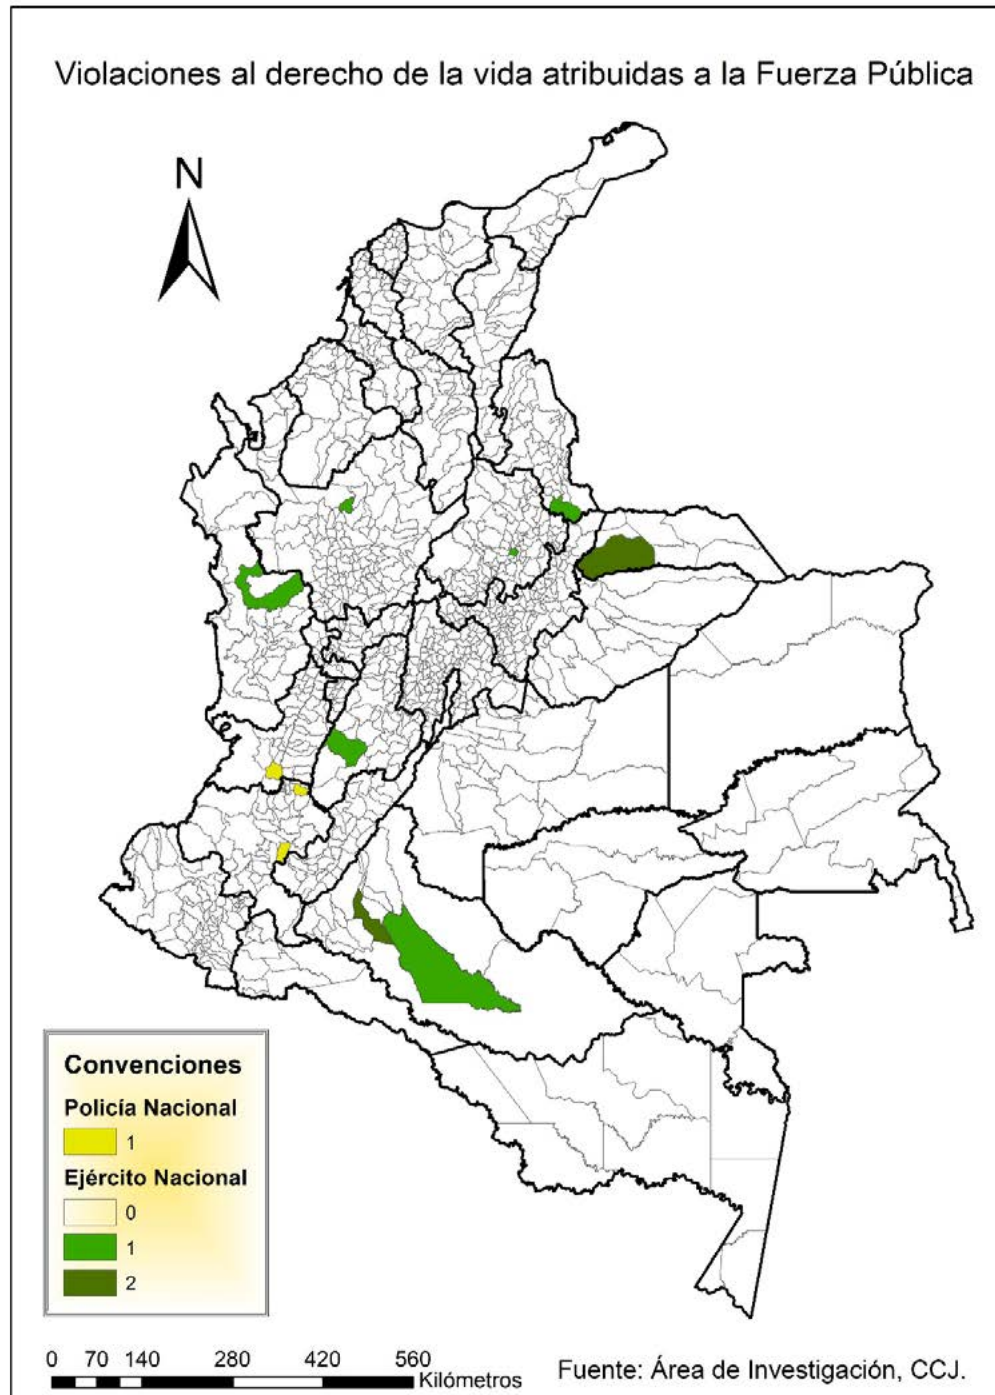 Violaciones al derecho de la vida atribuidas a la Fuerza Pública
N
Convenciones
Policía Nacional
1
Ejército Nacional
0
1
2
0 70 140 280 420 560
Kilómetros
Fuente: Área de Investigación, CCJ.